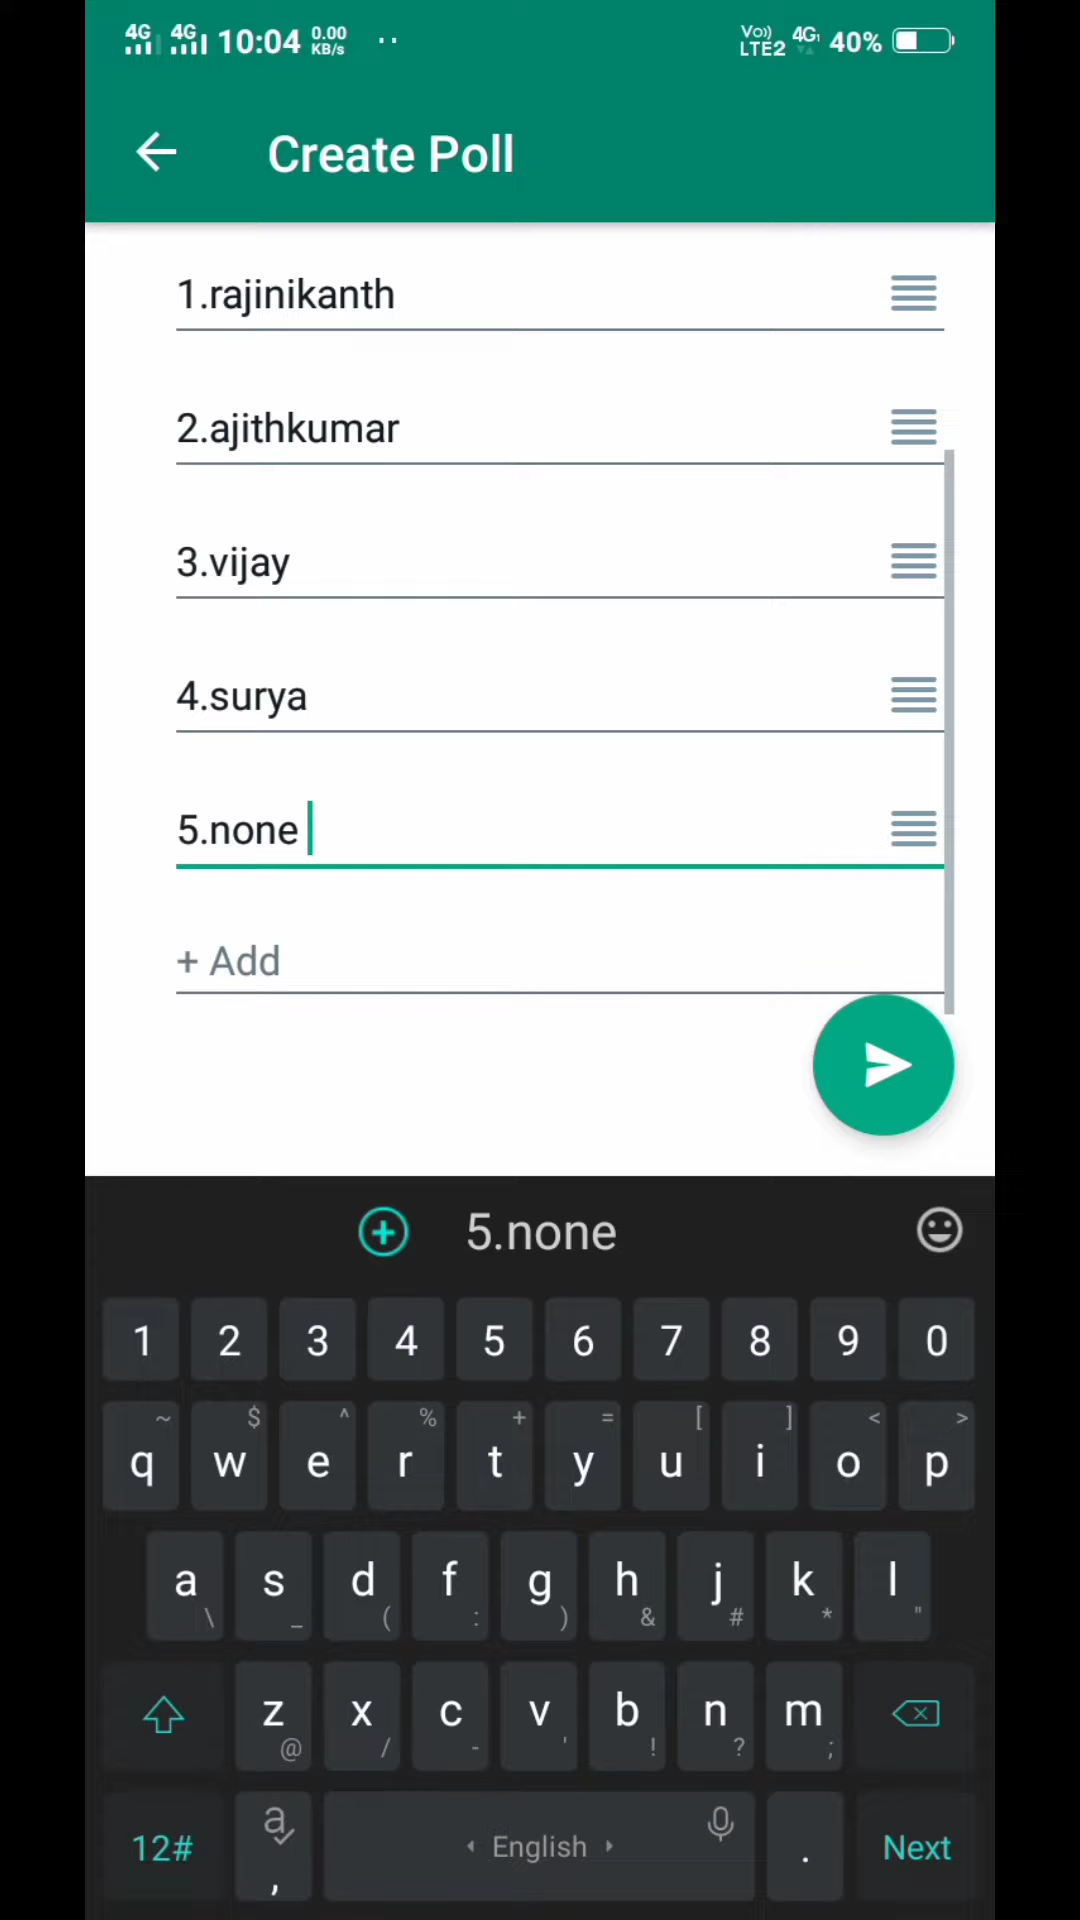 4G 4G 10:04 0.00 KB/s ··
Vo)) LTE2 4G 40%
Create Poll
1.rajinikanth
2.ajithkumar
3.vijay
4.surya
5.none
+ Add
5.none
1 2 3 4 5 6 7 8 9 0
~ $ ^ % + = [ ] < >
q w e r t y u i o p
a s d f g h j k l
\ _ ( : ) & # * "
z x c v b n m
@ / - ' ! ? ;
12# a , English . Next